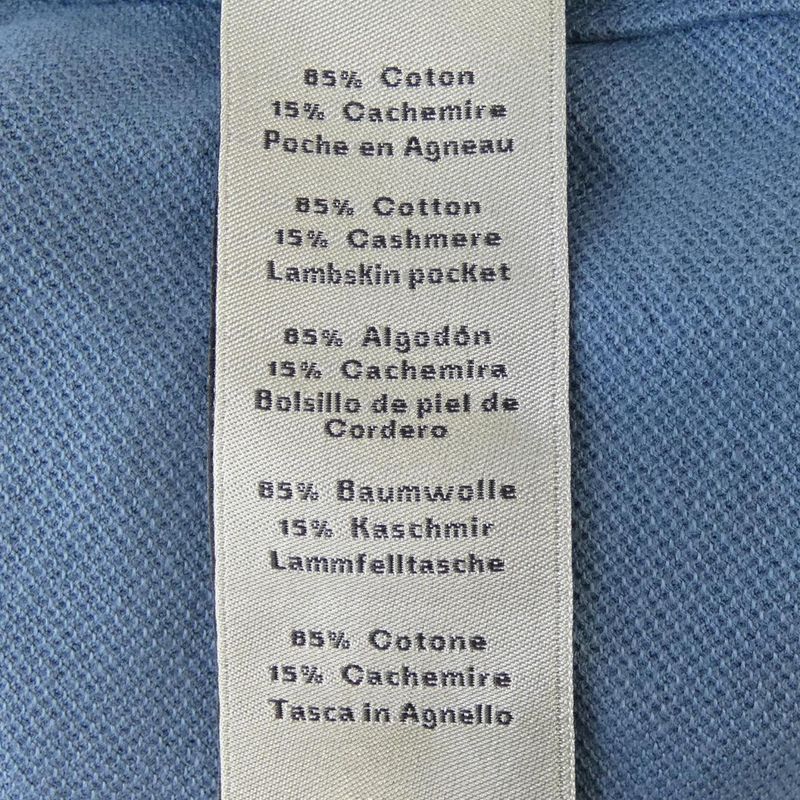 85% Coton
15% Cachemire
Poche en Agneau
85% Cotton
15% Cashmere
Lambskin pocket
85% Algodón
15% Cachemira
Bolsillo de piel de
Cordero
85% Baumwolle
15% Kaschmir
Lammfelltasche
85% Cotone
15% Cachemire
Tasca in Agnello